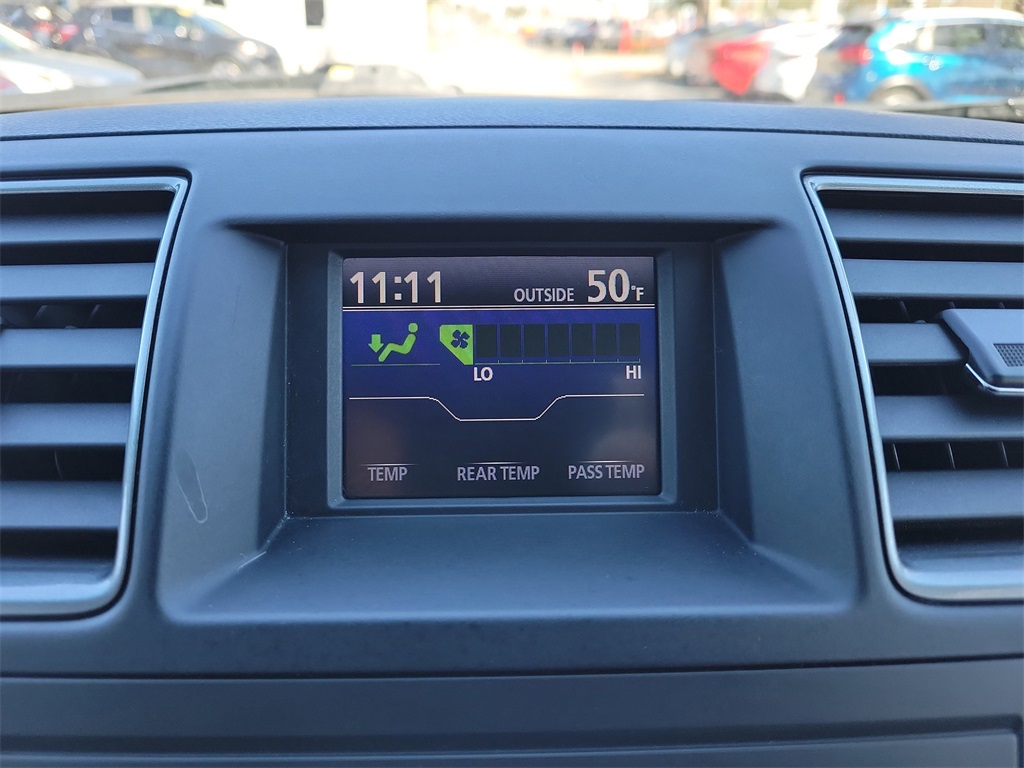 11:11 OUTSIDE 50°F
LO HI
TEMP REAR TEMP PASS TEMP